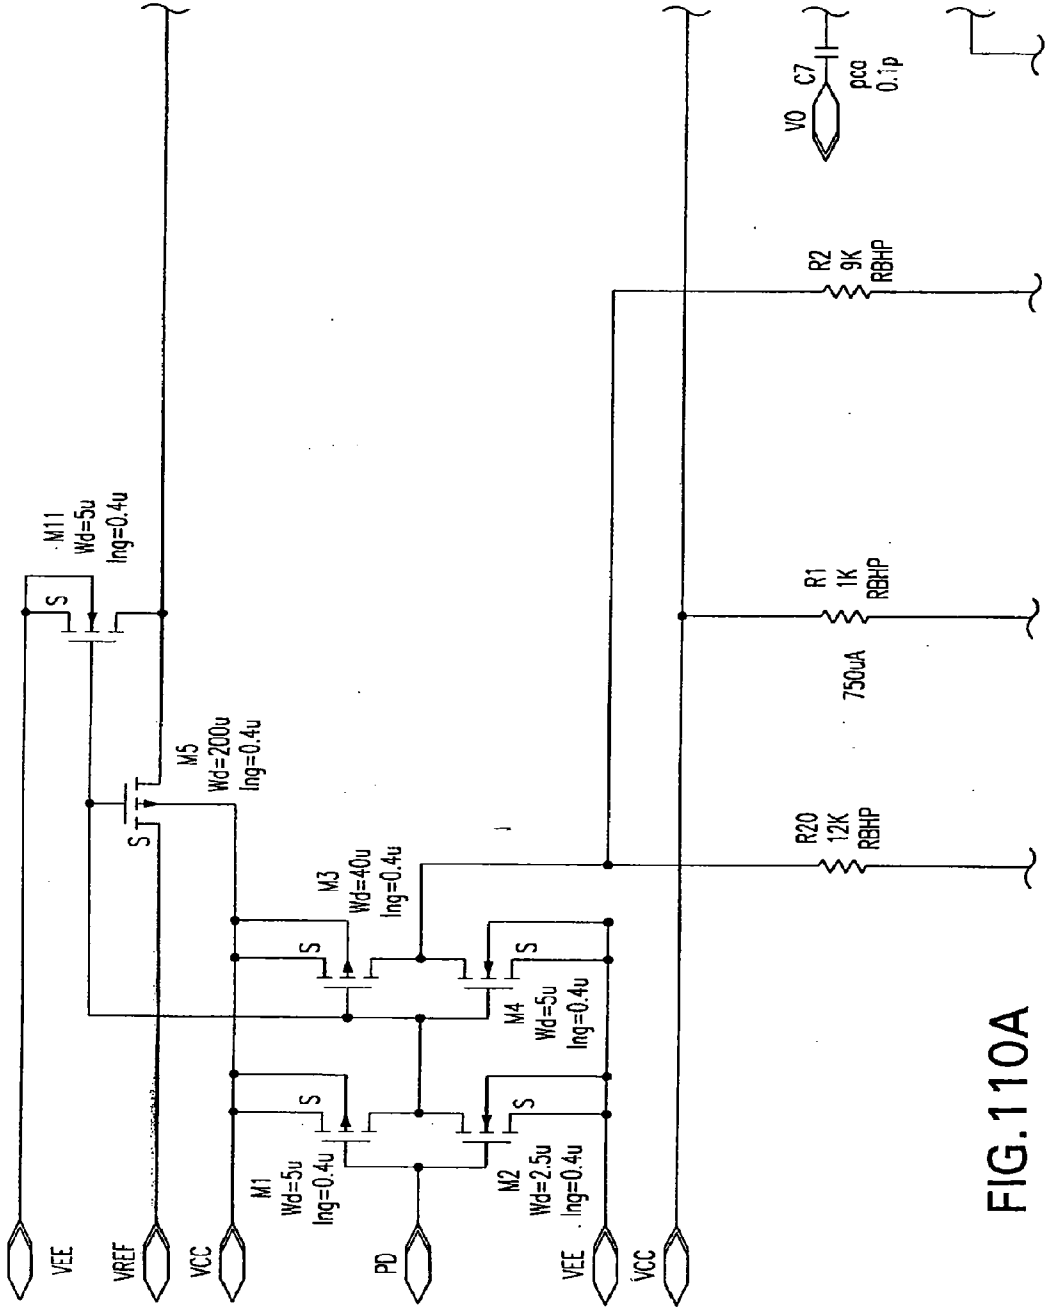 VEE
VREF
VCC
PD
VEE
VCC
M1
Wd=5u
lng=0.4u
S
M2
Wd=2.5u
lng=0.4u
S
M3
Wd=40u
lng=0.4u
S
M4
Wd=5u
lng=0.4u
S
M5
Wd=200u
lng=0.4u
S
M11
Wd=5u
lng=0.4u
S
R20
12K
RBHP
750uA
R1
1K
RBHP
R2
9K
RBHP
VO
C7
pca
0.1p
FIG.110A